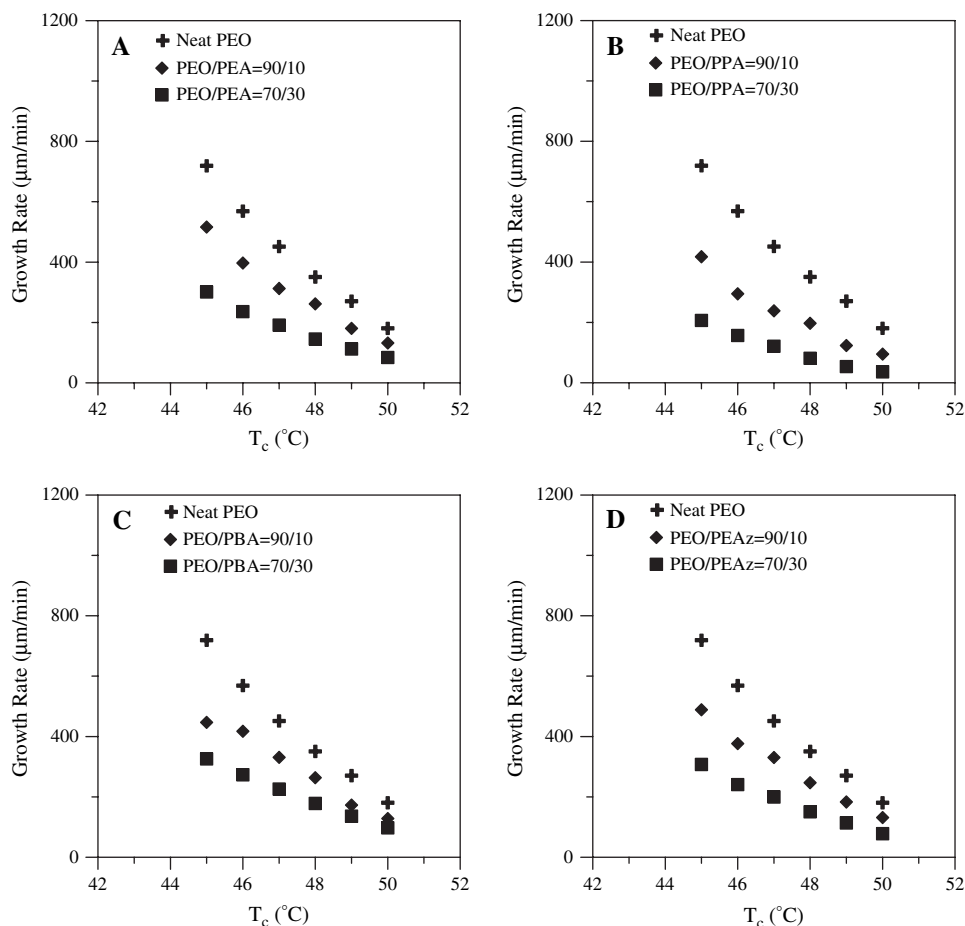 A
Neat PEO
PEO/PEA=90/10
PEO/PEA=70/30
1200
800
400
0
Growth Rate (μm/min)
42 44 46 48 50 52
T_c (°C)
B
Neat PEO
PEO/PPA=90/10
PEO/PPA=70/30
1200
800
400
0
Growth Rate (μm/min)
42 44 46 48 50 52
T_c (°C)
C
Neat PEO
PEO/PBA=90/10
PEO/PBA=70/30
1200
800
400
0
Growth Rate (μm/min)
42 44 46 48 50 52
T_c (°C)
D
Neat PEO
PEO/PEAz=90/10
PEO/PEAz=70/30
1200
800
400
0
Growth Rate (μm/min)
42 44 46 48 50 52
T_c (°C)